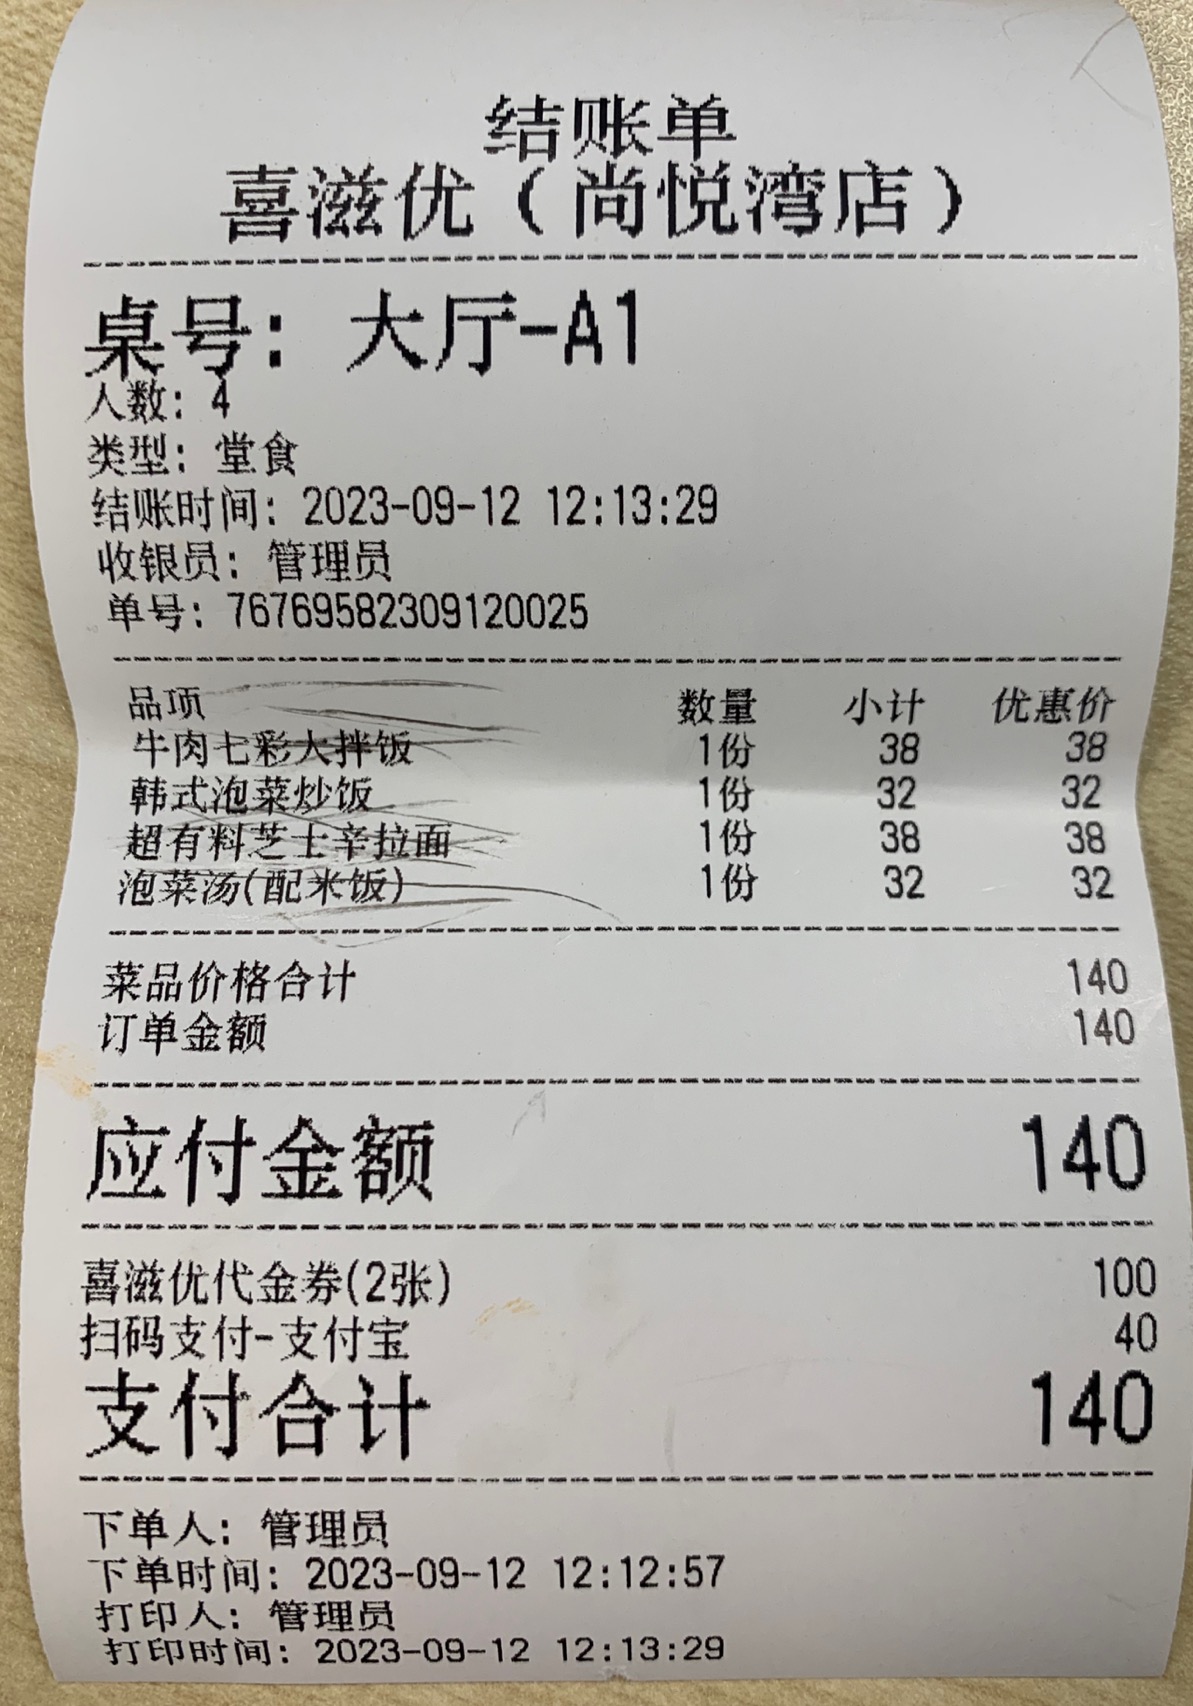 结账单
喜滋优（尚悦湾店）
桌号: 大厅-A1
人数: 4
类型: 堂食
结账时间: 2023-09-12 12:13:29
收银员: 管理员
单号: 767695823091200​25
品项 数量 小计 优惠价
牛肉七彩大拌饭 1份 38 38
韩式泡菜炒饭 1份 32 32
超有料芝士辛拉面 1份 38 38
泡菜汤(配米饭) 1份 32 32
菜品价格合计 140
订单金额 140
应付金额 140
喜滋优代金券(2张) 100
扫码支付-支付宝 40
支付合计 140
下单人: 管理员
下单时间: 2023-09-12 12:12:57
打印人: 管理员
打印时间: 2023-09-12 12:13:29